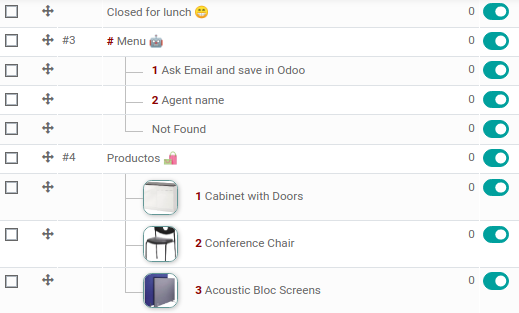 Closed for lunch 😁 0
#3 # Menu 🤖 0
1 Ask Email and save in Odoo 0
2 Agent name 0
Not Found 0
#4 Productos 🛍️ 0
1 Cabinet with Doors 0
2 Conference Chair 0
3 Acoustic Bloc Screens 0